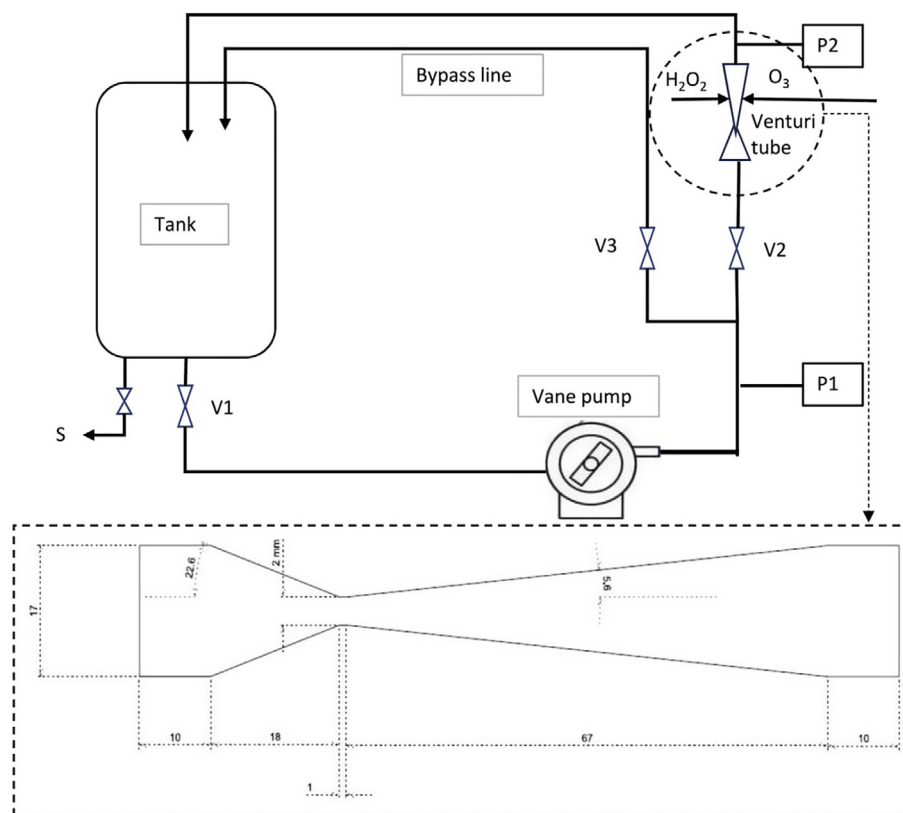 P2
Bypass line
H₂O₂
O₃
Venturi
tube
Tank
V3
V2
P1
Vane pump
V1
S
22.6
2 mm
5,6
17
10
18
67
10
1